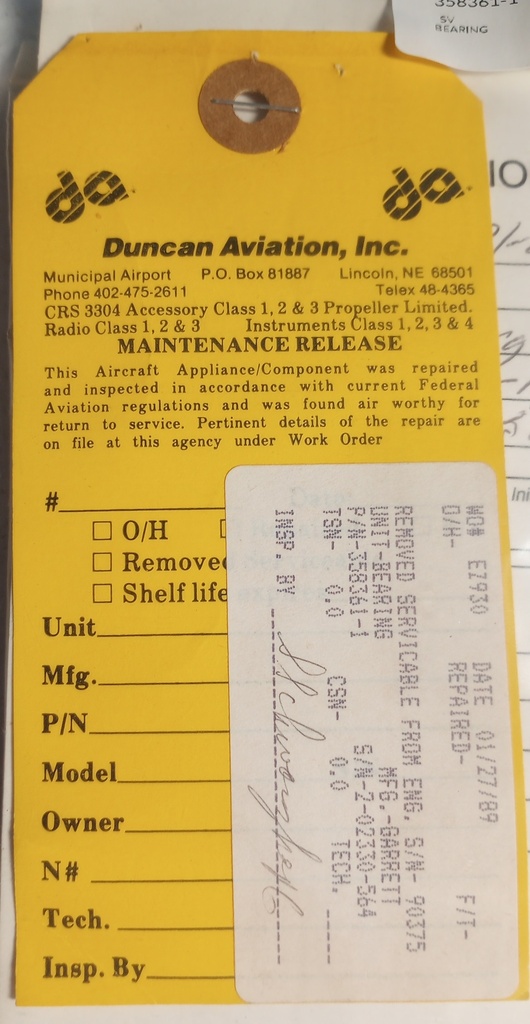 358361-1
SV
BEARING
da
da
Duncan Aviation, Inc.
Municipal Airport P.O. Box 81887 Lincoln, NE 68501
Phone 402-475-2611 Telex 48-4365
CRS 3304 Accessory Class 1, 2 & 3 Propeller Limited.
Radio Class 1, 2 & 3 Instruments Class 1, 2, 3 & 4
MAINTENANCE RELEASE
This Aircraft Appliance/Component was repaired
and inspected in accordance with current Federal
Aviation regulations and was found air worthy for
return to service. Pertinent details of the repair are
on file at this agency under Work Order
#
O/H
Removed
Shelf life
Unit
Mfg.
P/N
Model
Owner
N#
Tech.
Insp. By
WO# EZ930 DATE 01/27/89
O/H- REPAIRED- F/T-
REMOVED SERVICABLE FROM ENG. S/N- 90375
UNIT-BEARING MFG.-GARRETT
P/N-358361-1 S/N-2-02330-564
TSN- 0.0 CSN- 0.0 TECH.
INSP. BY